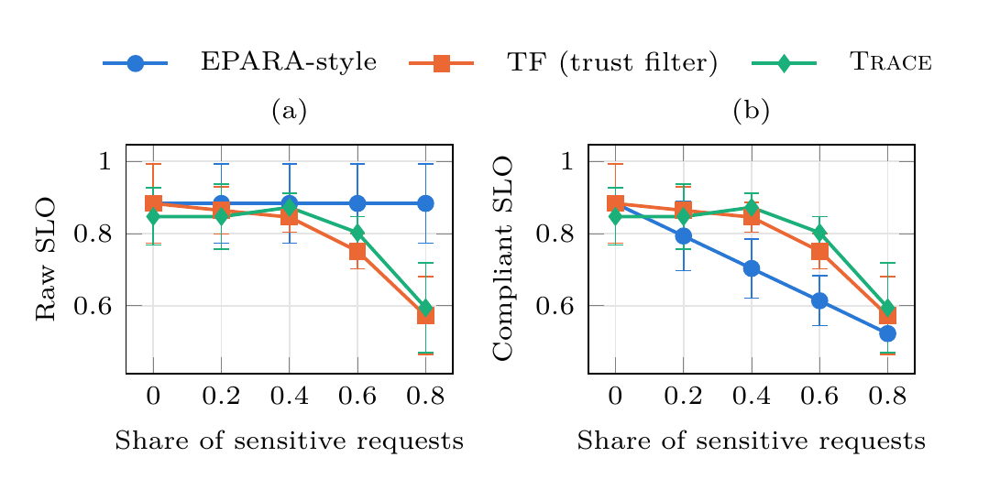 EPARA-style TF (trust filter) TRACE
(a) (b)
Raw SLO
1
0.8
0.6
0 0.2 0.4 0.6 0.8
Share of sensitive requests
Compliant SLO
1
0.8
0.6
0 0.2 0.4 0.6 0.8
Share of sensitive requests